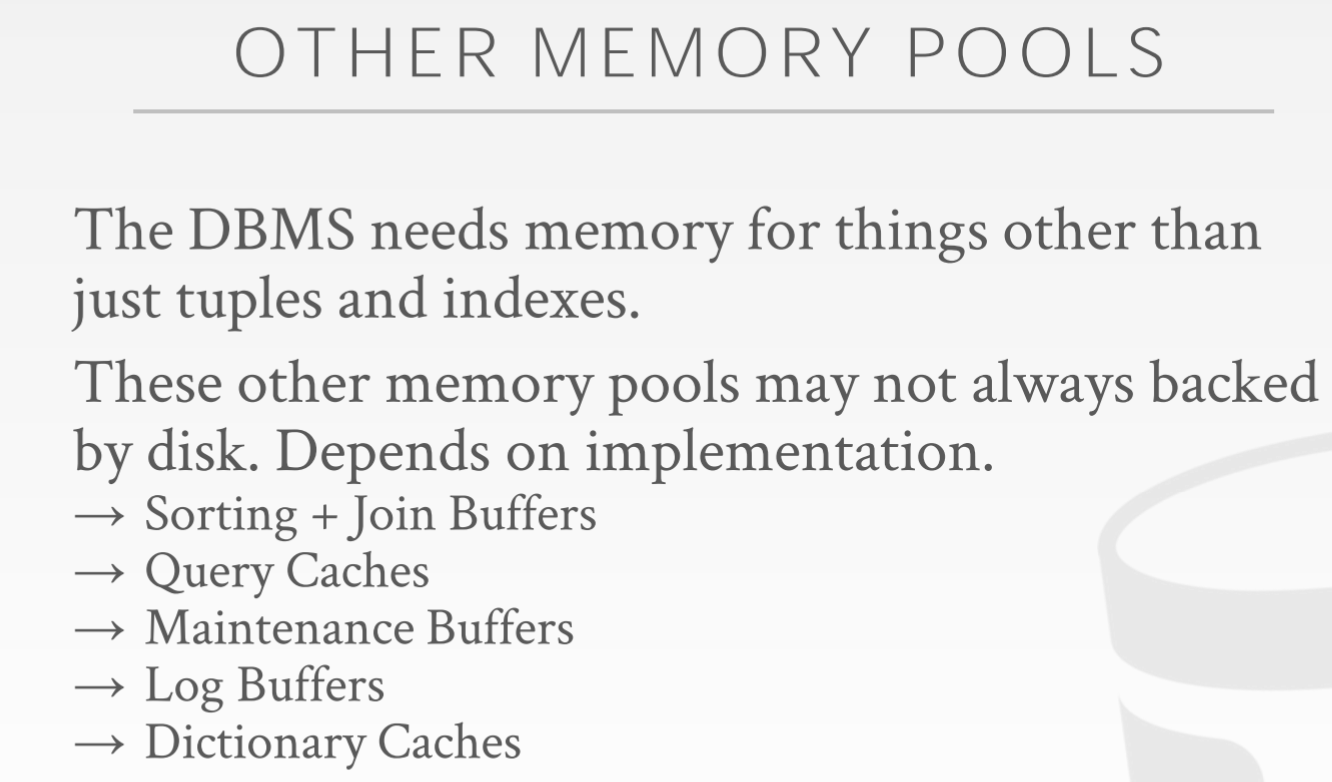 OTHER MEMORY POOLS
The DBMS needs memory for things other than
just tuples and indexes.
These other memory pools may not always backed
by disk. Depends on implementation.
→ Sorting + Join Buffers
→ Query Caches
→ Maintenance Buffers
→ Log Buffers
→ Dictionary Caches